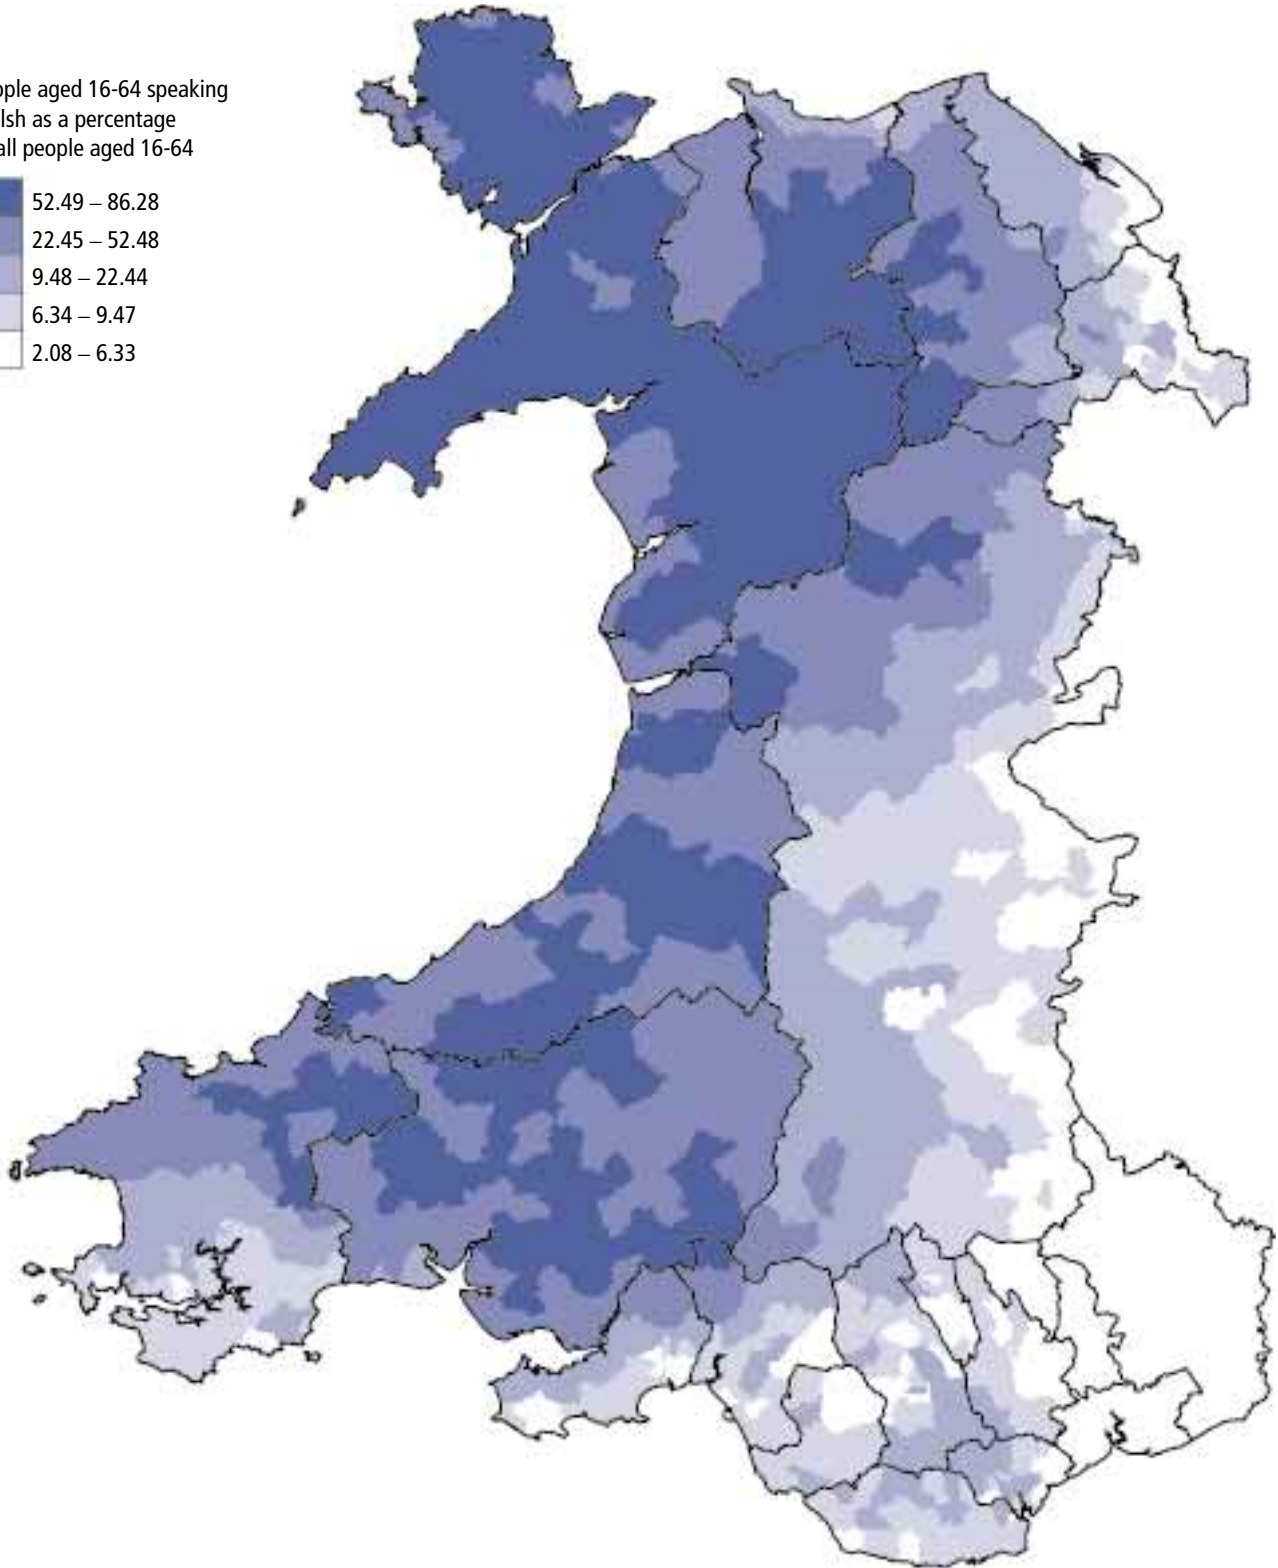 ople aged 16-64 speaking
lsh as a percentage
all people aged 16-64
52.49 – 86.28
22.45 – 52.48
9.48 – 22.44
6.34 – 9.47
2.08 – 6.33